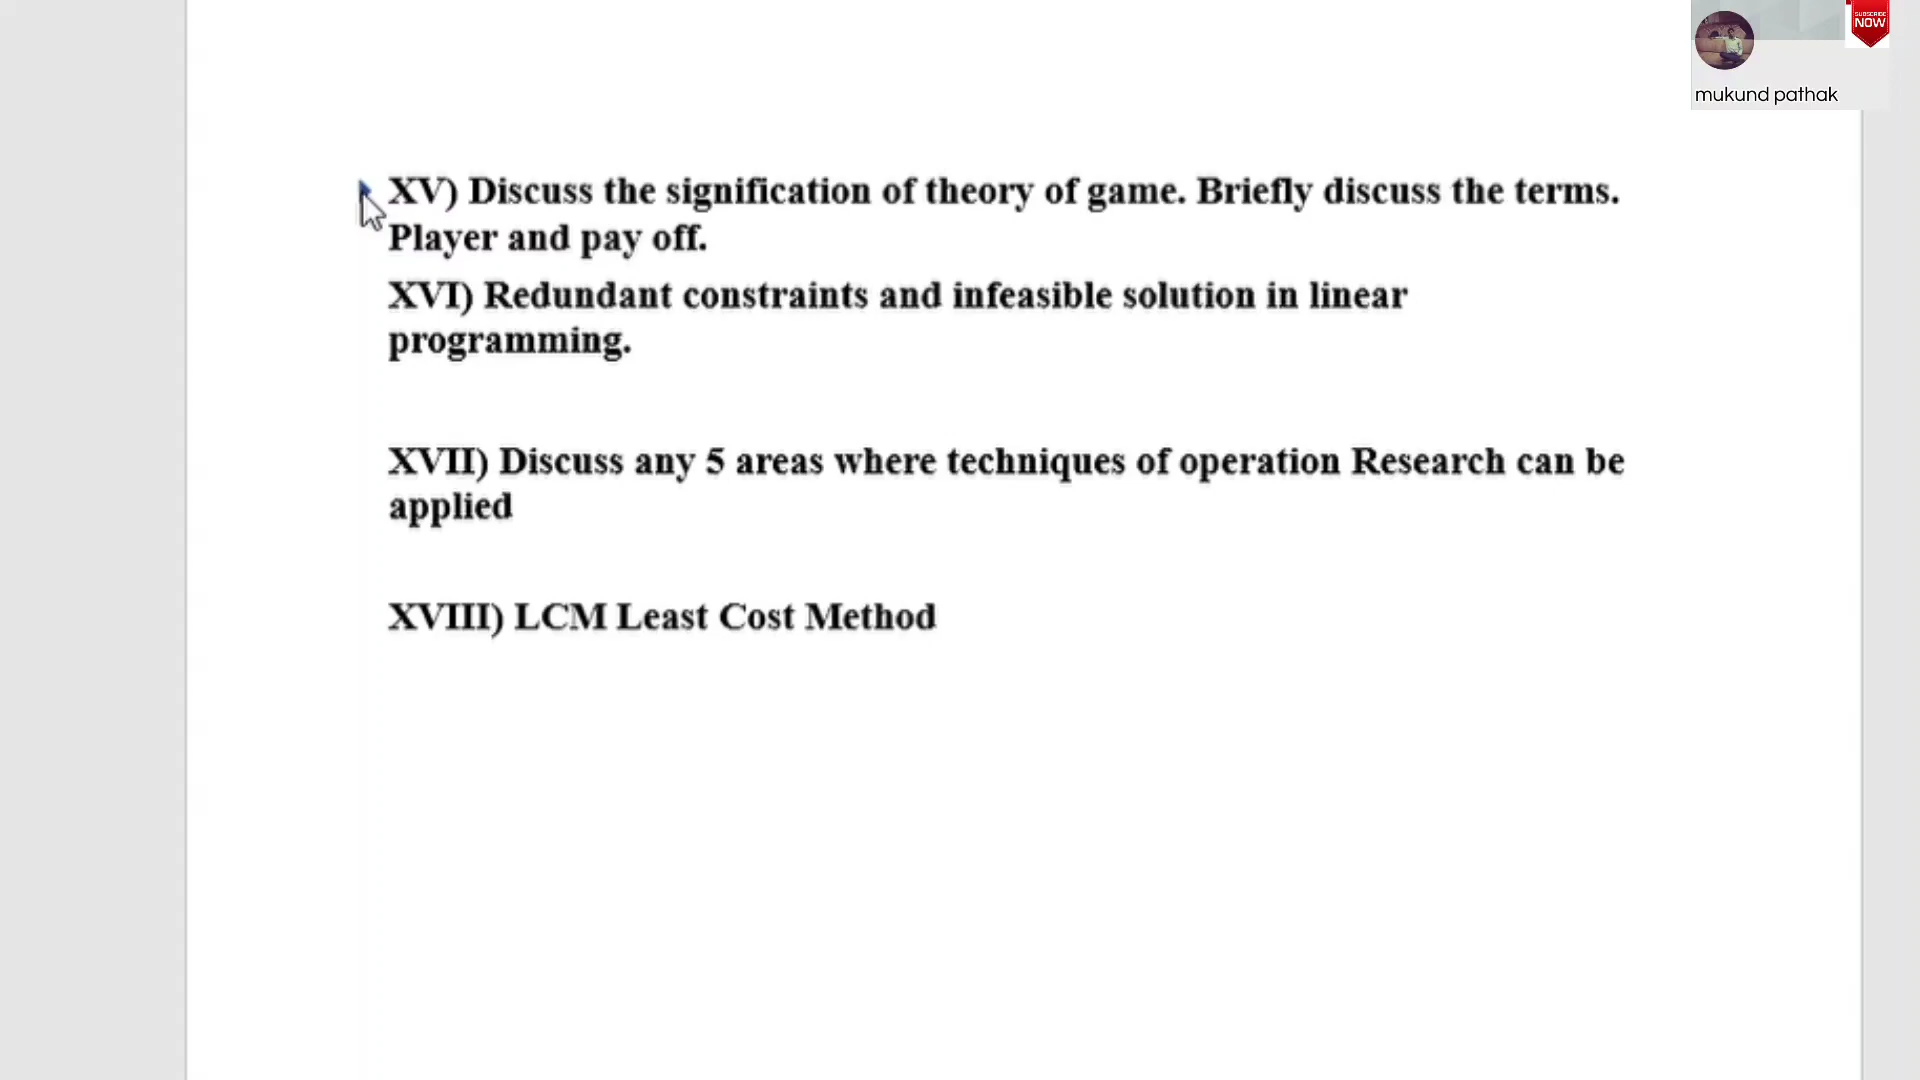 SUBSCRIBE
NOW
mukund pathak
XV) Discuss the signification of theory of game. Briefly discuss the terms.
Player and pay off.
XVI) Redundant constraints and infeasible solution in linear
programming.
XVII) Discuss any 5 areas where techniques of operation Research can be
applied
XVIII) LCM Least Cost Method